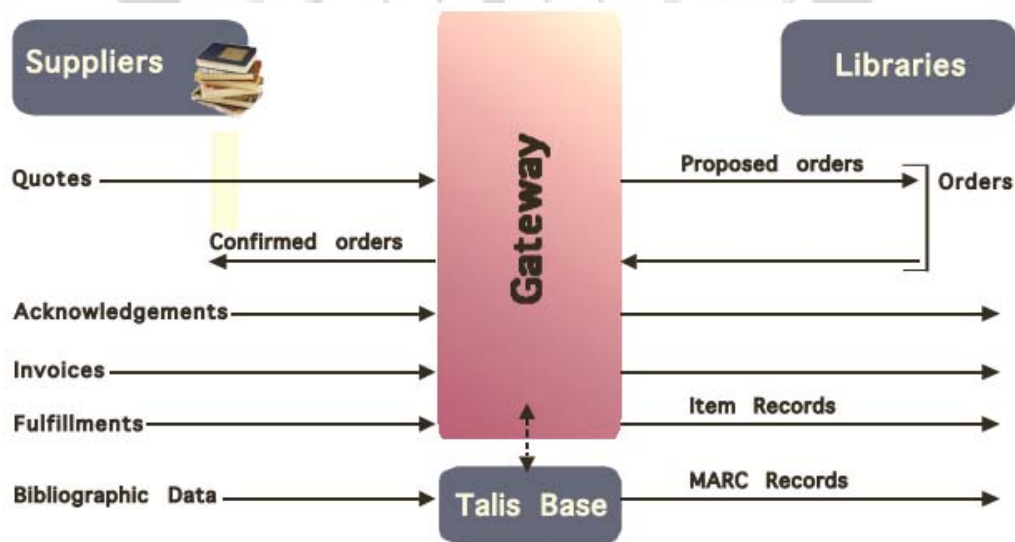 Suppliers
Libraries
Gateway
Quotes
Proposed orders
Orders
Confirmed orders
Acknowledgements
Invoices
Fulfillments
Item Records
Bibliographic Data
Talis Base
MARC Records